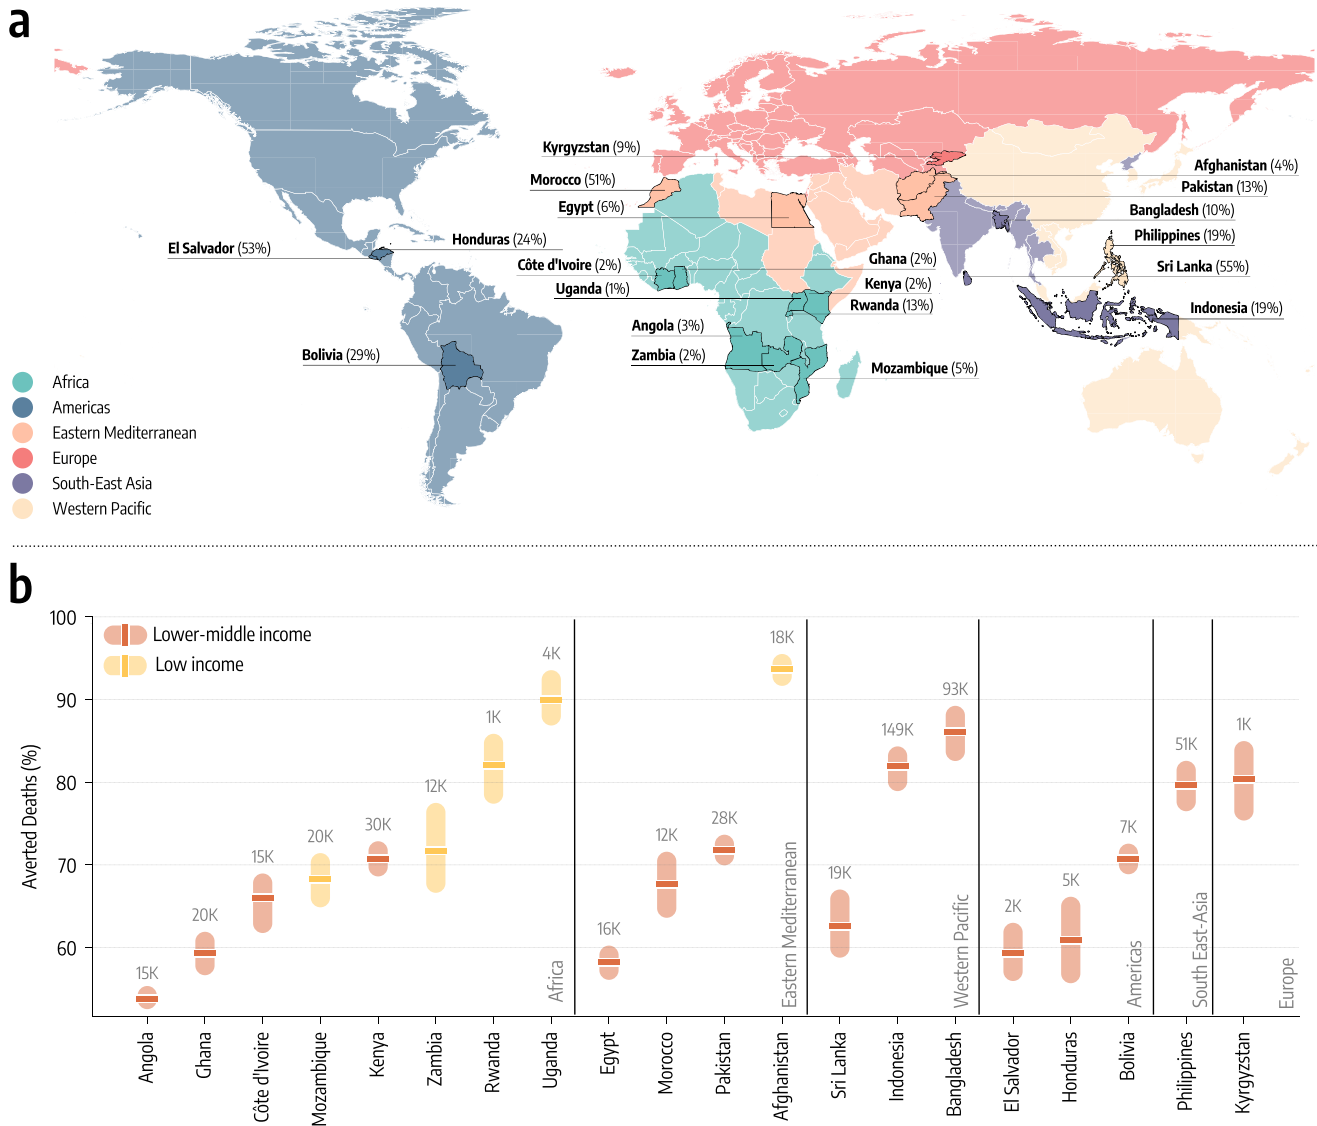 a
Kyrgyzstan (9%)
Afghanistan (4%)
Morocco (51%)
Pakistan (13%)
Egypt (6%)
Bangladesh (10%)
El Salvador (53%)
Honduras (24%)
Philippines (19%)
Côte d'Ivoire (2%)
Ghana (2%)
Sri Lanka (55%)
Uganda (1%)
Kenya (2%)
Rwanda (13%)
Indonesia (19%)
Angola (3%)
Bolivia (29%)
Zambia (2%)
Mozambique (5%)
Africa
Americas
Eastern Mediterranean
Europe
South-East Asia
Western Pacific
b
Averted Deaths (%)
100
90
80
70
60
Lower-middle income
Low income
15K
20K
15K
20K
30K
12K
1K
4K
16K
12K
28K
18K
19K
149K
93K
2K
5K
7K
51K
1K
Africa
Eastern Mediterranean
Western Pacific
Americas
South East-Asia
Europe
Angola
Ghana
Côte d'Ivoire
Mozambique
Kenya
Zambia
Rwanda
Uganda
Egypt
Morocco
Pakistan
Afghanistan
Sri Lanka
Indonesia
Bangladesh
El Salvador
Honduras
Bolivia
Philippines
Kyrgyzstan